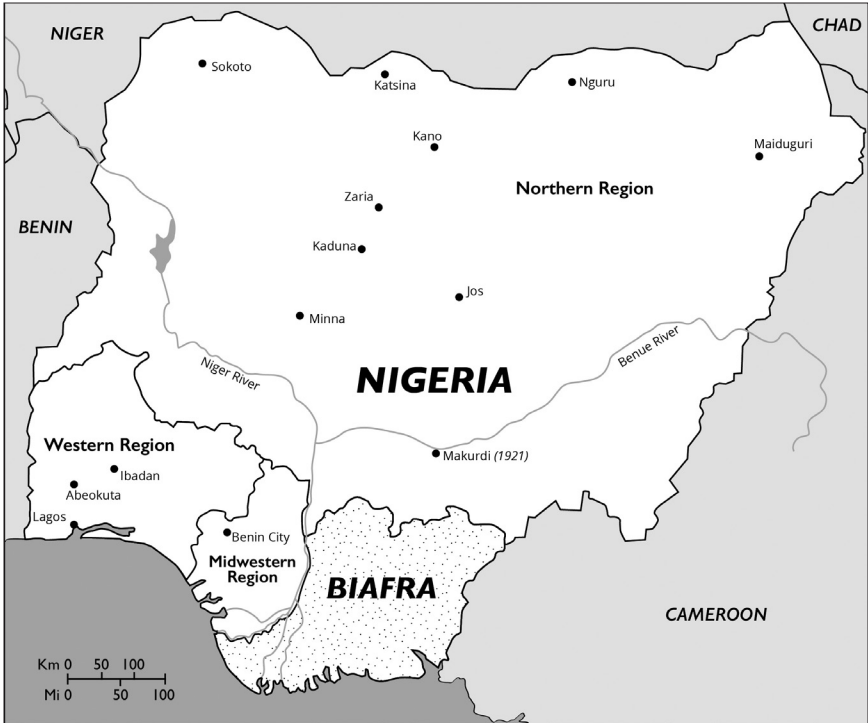 NIGER
CHAD
Sokoto
Katsina
Nguru
Kano
Maiduguri
Northern Region
Zaria
BENIN
Kaduna
Jos
Minna
Niger River
Benue River
NIGERIA
Western Region
Makurdi (1921)
Ibadan
Abeokuta
Lagos
Benin City
Midwestern
Region
BIAFRA
CAMEROON
Km 0 50 100
Mi 0 50 100